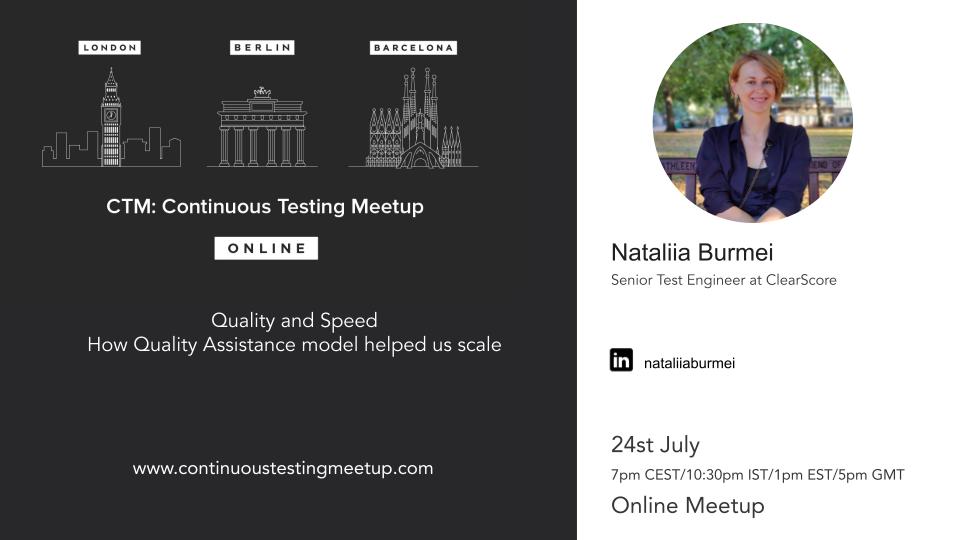 LONDON
BERLIN
BARCELONA
CTM: Continuous Testing Meetup
ONLINE
Quality and Speed
How Quality Assistance model helped us scale
www.continuoustestingmeetup.com
Nataliia Burmei
Senior Test Engineer at ClearScore
in nataliiaburmei
24st July
7pm CEST/10:30pm IST/1pm EST/5pm GMT
Online Meetup